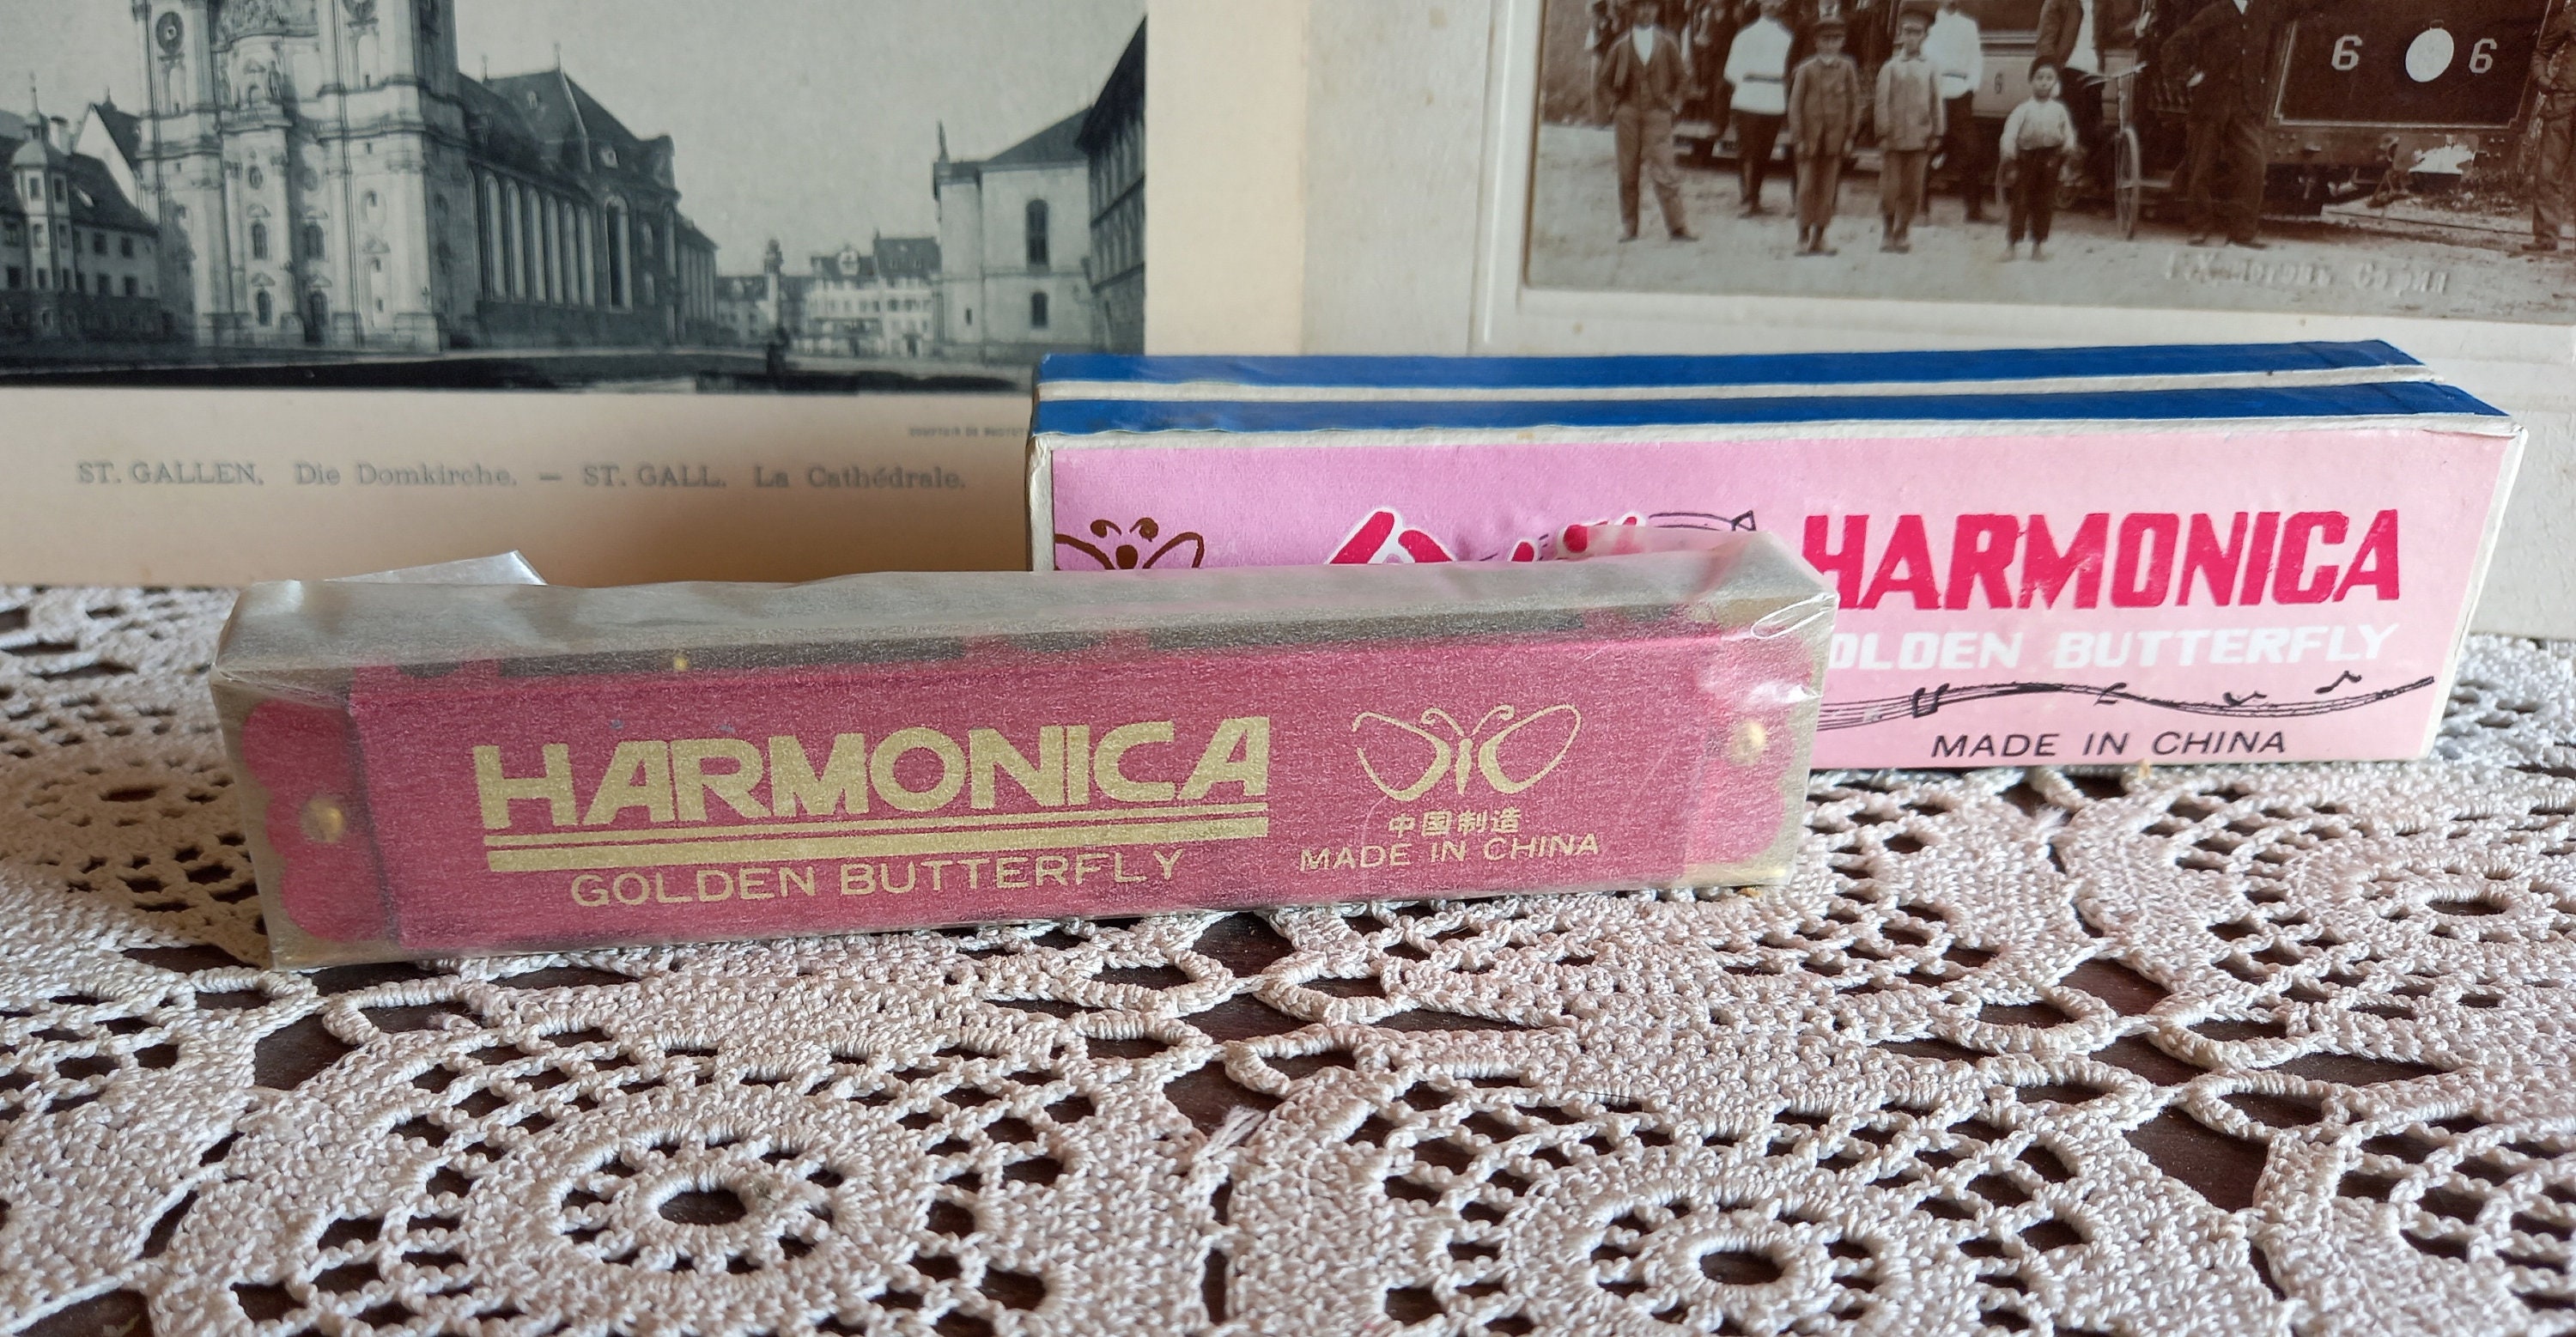 6 6
6
ST. GALLEN. Die Domkirche. — ST. GALL. La Cathédrale.
HARMONICA
OLDEN BUTTERFLY
MADE IN CHINA
HARMONICA
GOLDEN BUTTERFLY
中国制造
MADE IN CHINA